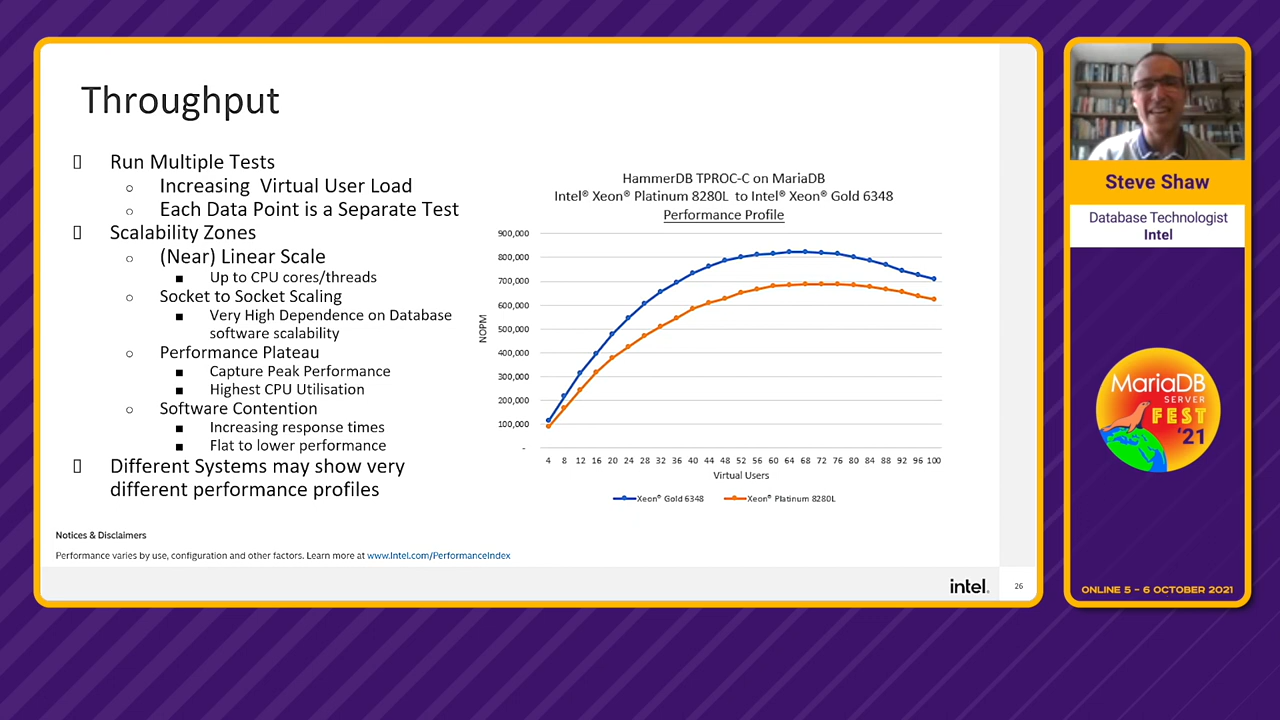 Throughput
Run Multiple Tests
Increasing Virtual User Load
Each Data Point is a Separate Test
Scalability Zones
(Near) Linear Scale
Up to CPU cores/threads
Socket to Socket Scaling
Very High Dependence on Database
software scalability
Performance Plateau
Capture Peak Performance
Highest CPU Utilisation
Software Contention
Increasing response times
Flat to lower performance
Different Systems may show very
different performance profiles
HammerDB TPROC-C on MariaDB
Intel® Xeon® Platinum 8280L to Intel® Xeon® Gold 6348
Performance Profile
900,000
800,000
700,000
600,000
500,000
400,000
300,000
200,000
100,000
-
NOPM
4 8 12 16 20 24 28 32 36 40 44 48 52 56 60 64 68 72 76 80 84 88 92 96 100
Virtual Users
Xeon® Gold 6348 Xeon® Platinum 8280L
Notices & Disclaimers
Performance varies by use, configuration and other factors. Learn more at www.Intel.com/PerformanceIndex
intel.
26
Steve Shaw
Database Technologist
Intel
MariaDB
SERVER
FEST
'21
ONLINE 5 - 6 OCTOBER 2021